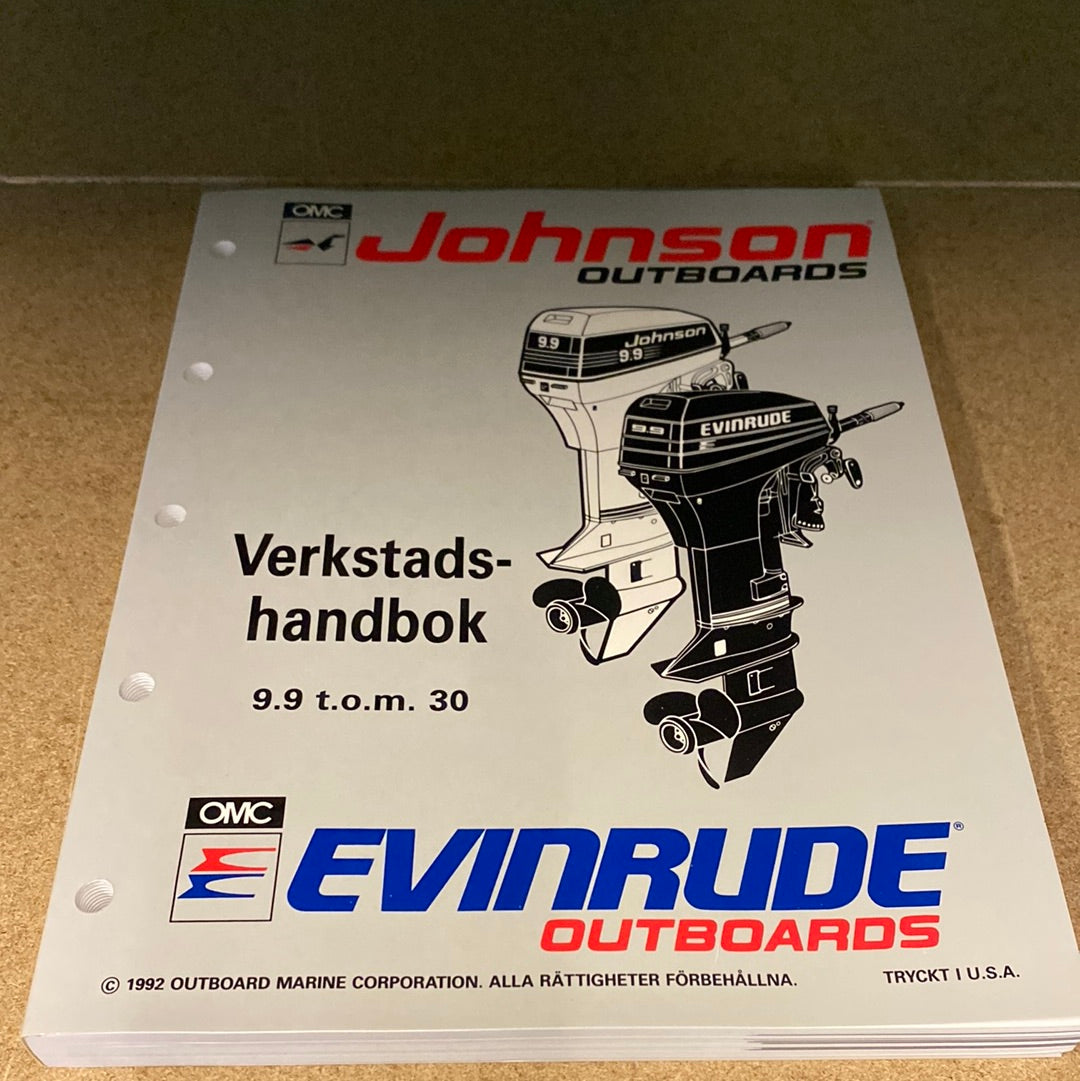 OMC
Johnson
OUTBOARDS
9.9
Johnson
9.9
9.9
EVINRUDE
Verkstads-
handbok
9.9 t.o.m. 30
OMC
EVINRUDE®
OUTBOARDS
© 1992 OUTBOARD MARINE CORPORATION. ALLA RÄTTIGHETER FÖRBEHÅLLNA.
TRYCKT I U.S.A.